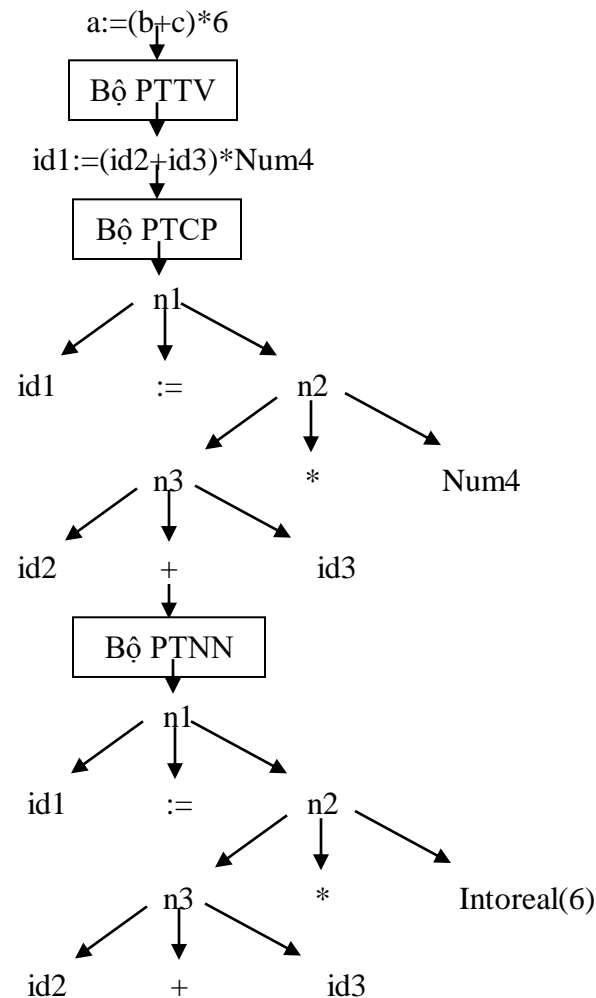 a:=(b+c)*6
Bộ PTTV
id1:=(id2+id3)*Num4
Bộ PTCP
n1
id1 := n2
n3 * Num4
id2 + id3
Bộ PTNN
n1
id1 := n2
n3 * Intoreal(6)
id2 + id3